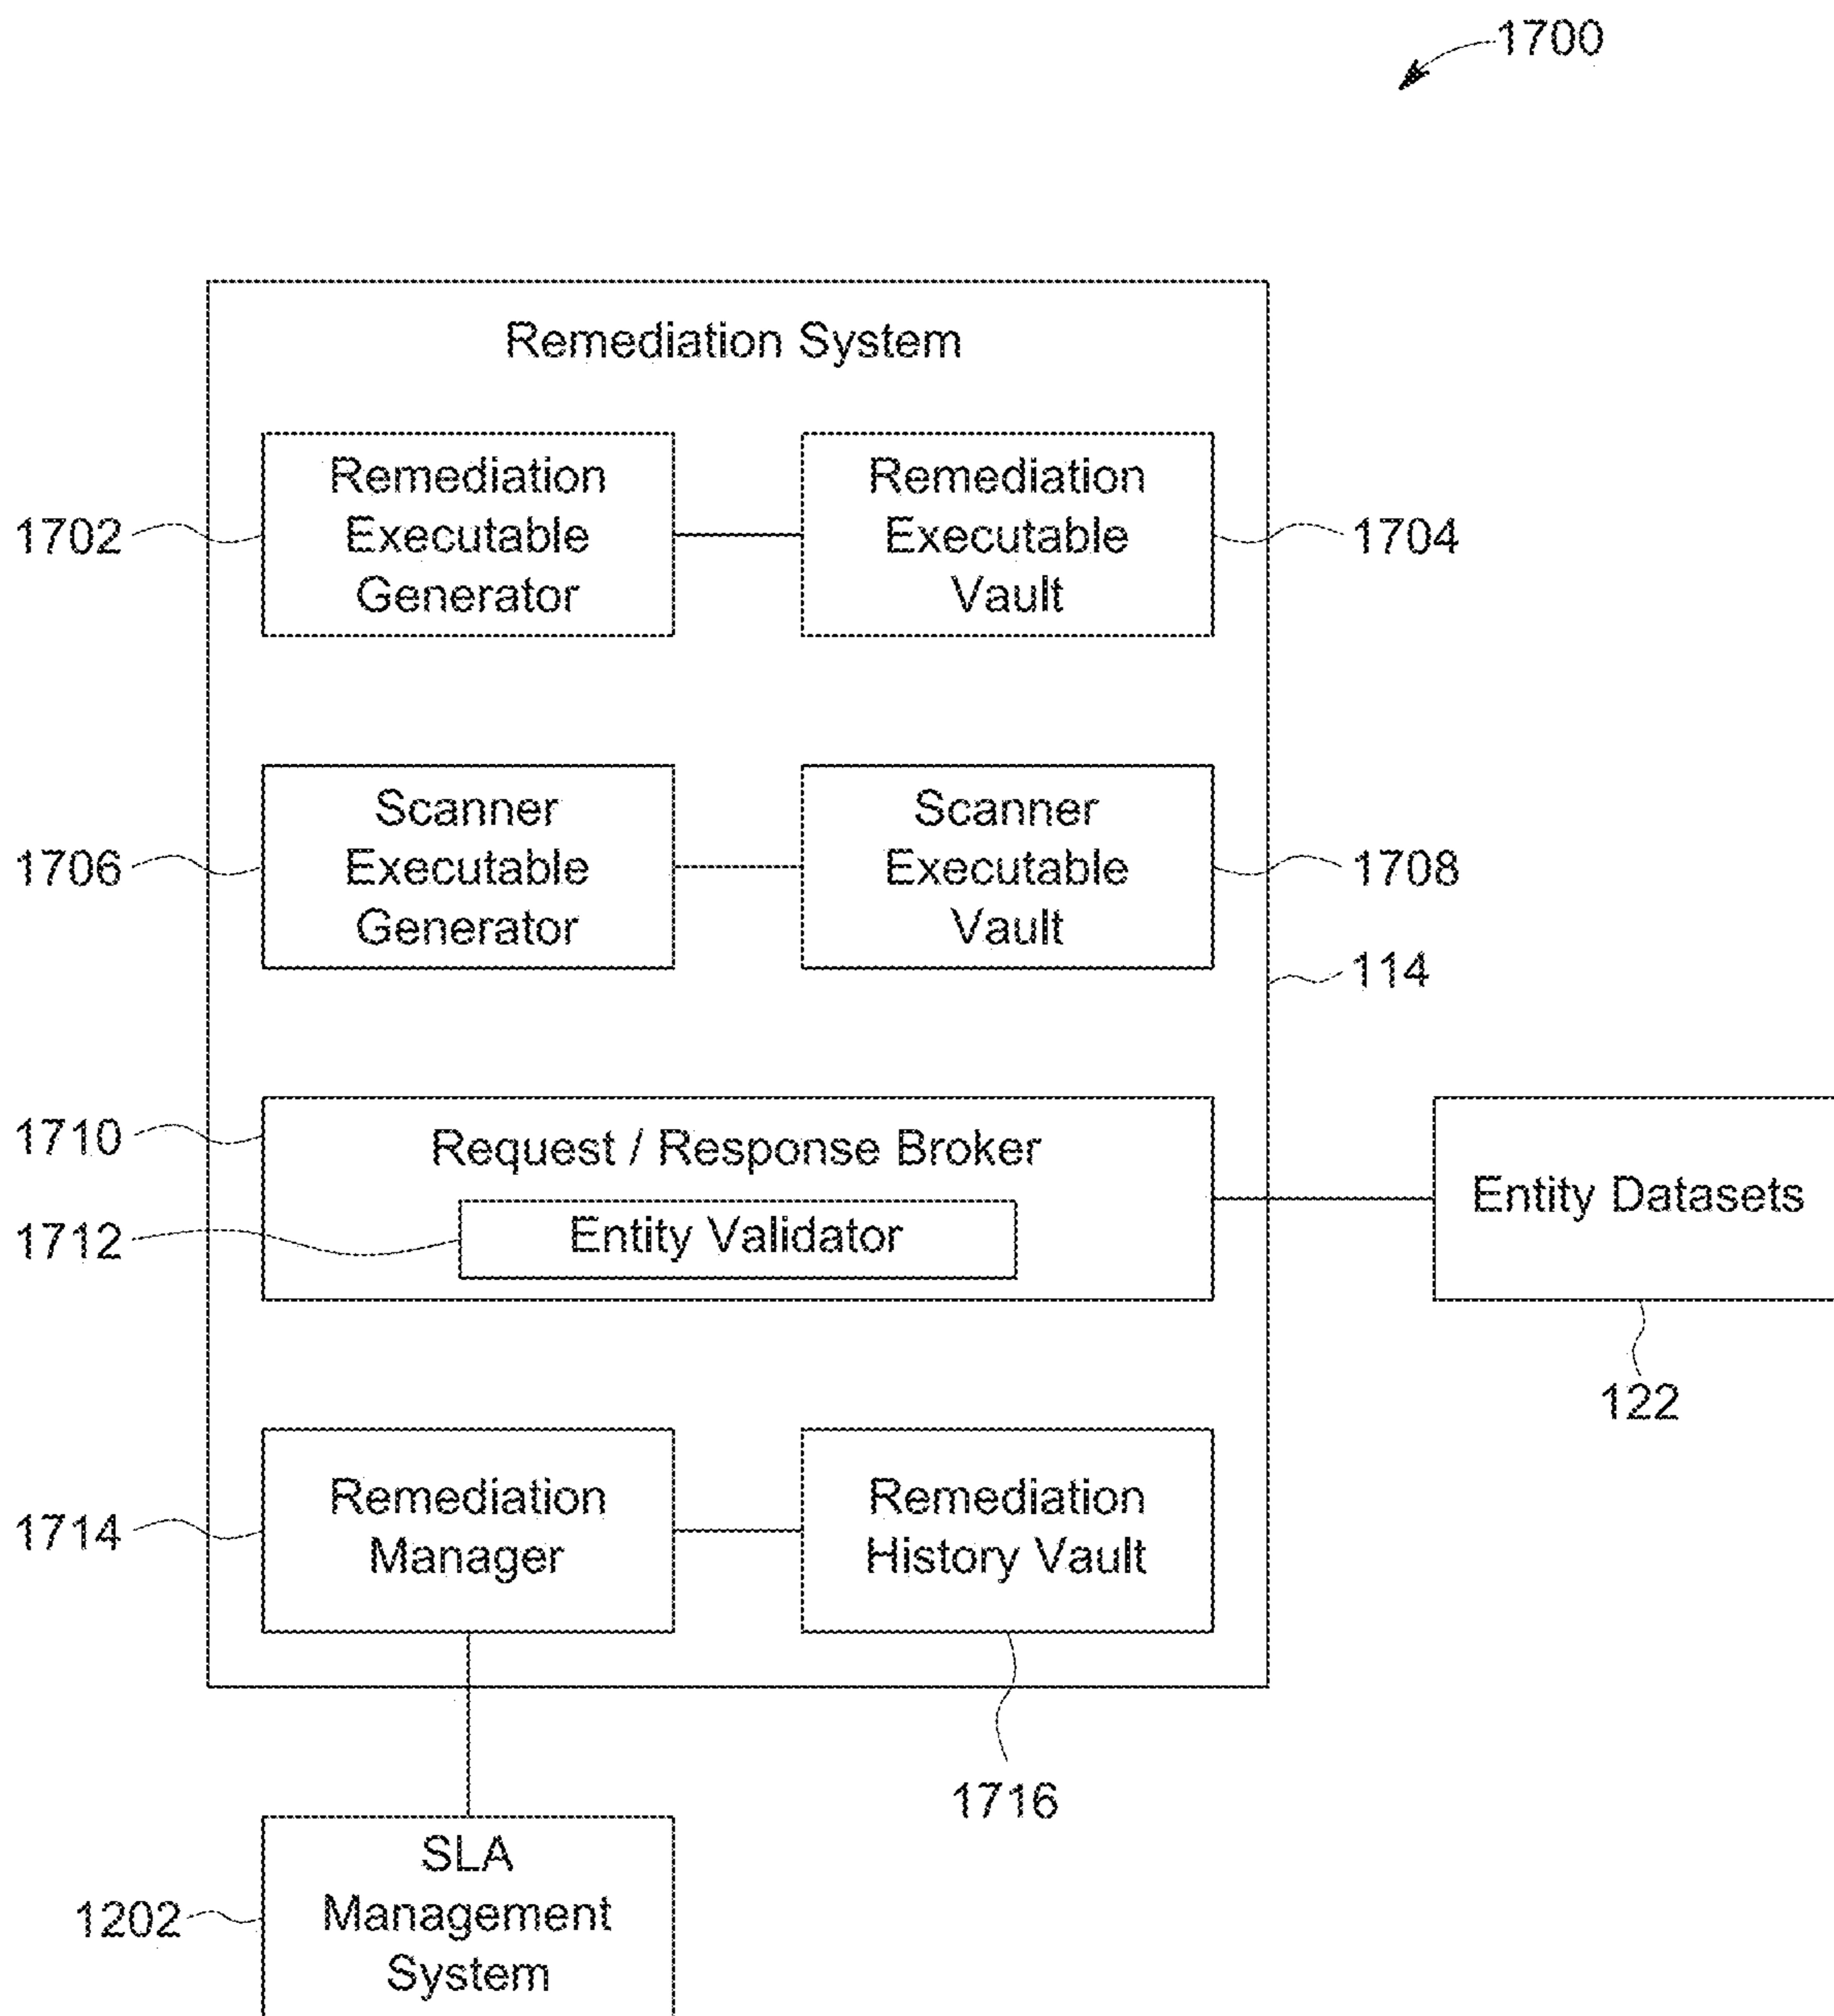 1700
Remediation System
Remediation
Executable
Generator
Remediation
Executable
Vault
1702
1704
Scanner
Executable
Generator
Scanner
Executable
Vault
1706
1708
114
1710
Request / Response Broker
Entity Validator
1712
Entity Datasets
122
Remediation
Manager
Remediation
History Vault
1714
1716
SLA
Management
System
1202